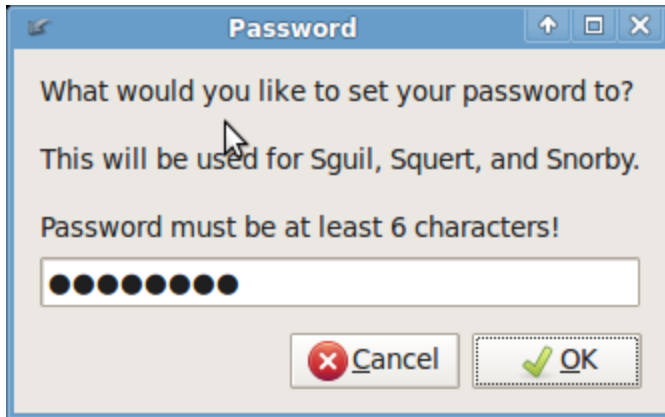 Password
What would you like to set your password to?
This will be used for Sguil, Squert, and Snorby.
Password must be at least 6 characters!
●●●●●●●●
Cancel
OK